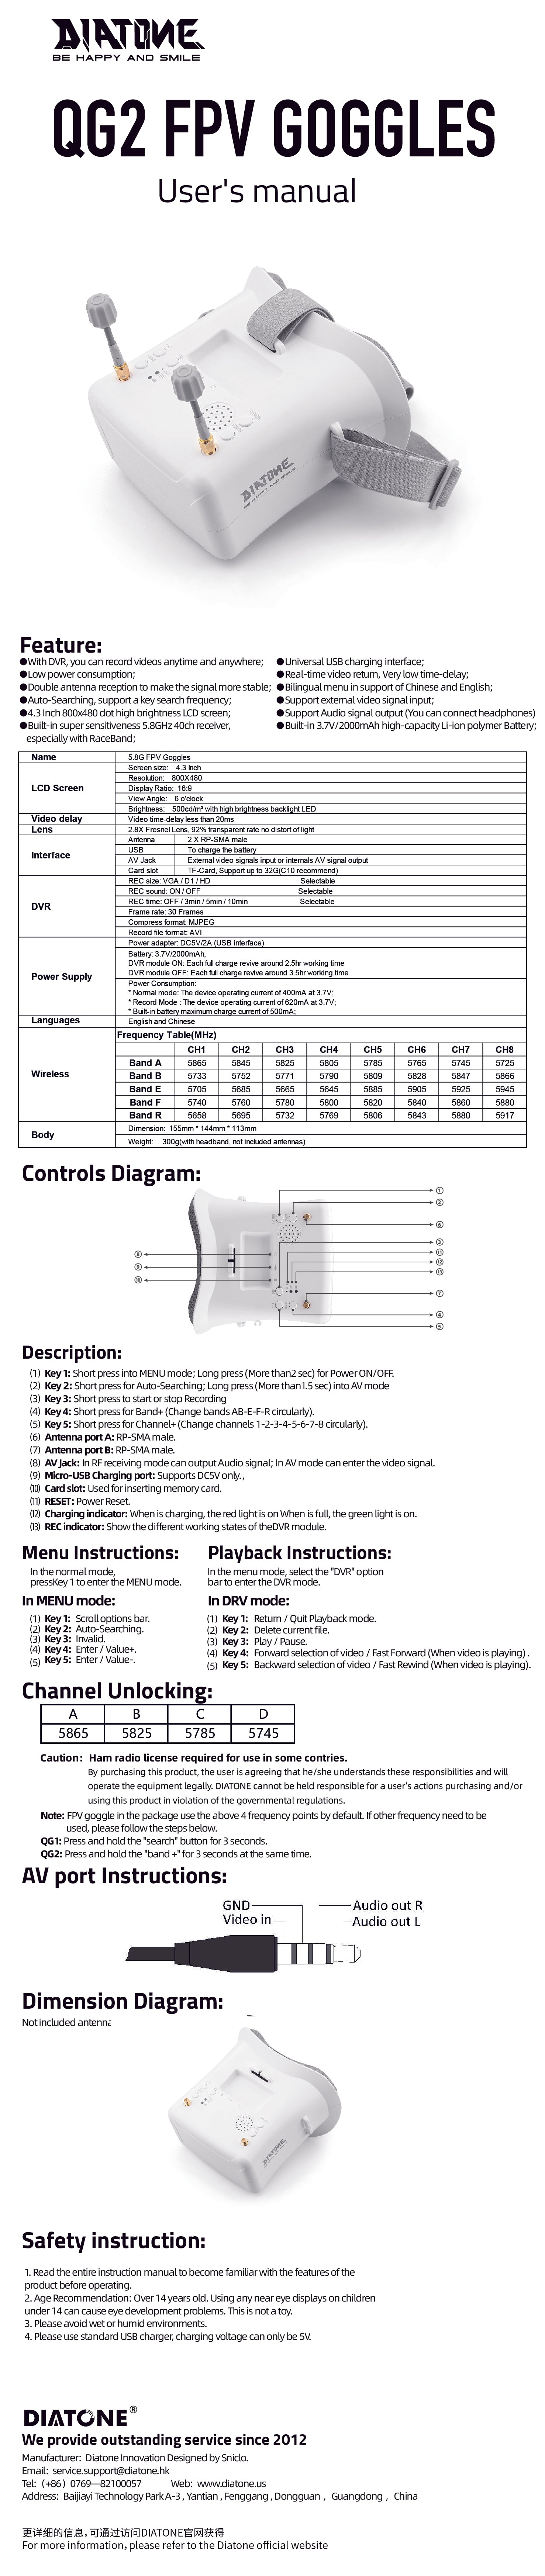 DIATONE
BE HAPPY AND SMILE
QG2 FPV GOGGLES
User's manual
DIATONE
BE HAPPY AND SMILE
Feature:
●With DVR, you can record videos anytime and anywhere;
●Low power consumption;
●Double antenna reception to make the signal more stable;
●Auto-Searching, support a key search frequency;
●4.3 Inch 800x480 dot high brightness LCD screen;
●Built-in super sensitiveness 5.8GHz 40ch receiver,
especially with RaceBand;
●Universal USB charging interface;
●Real-time video return, Very low time-delay;
●Bilingual menu in support of Chinese and English;
●Support external video signal input;
●Support Audio signal output (You can connect headphones)
●Built-in 3.7V/2000mAh high-capacity Li-ion polymer Battery;
Name 5.8G FPV Goggles
LCD Screen
Screen size: 4.3 Inch
Resolution: 800X480
Display Ratio: 16:9
View Angle: 6 o'clock
Brightness: 500cd/m² with high brightness backlight LED
Video delay Video time-delay less than 20ms
Lens 2.8X Fresnel Lens, 92% transparent rate no distort of light
Interface
Antenna 2 X RP-SMA male
USB To charge the battery
AV Jack External video signals input or internals AV signal output
Card slot TF-Card, Support up to 32G(C10 recommend)
DVR
REC size: VGA / D1 / HD Selectable
REC sound: ON / OFF Selectable
REC time: OFF / 3min / 5min / 10min Selectable
Frame rate: 30 Frames
Compress format: MJPEG
Record file format: AVI
Power Supply
Power adapter: DC5V/2A (USB interface)
Battery: 3.7V/2000mAh,
DVR module ON: Each full charge revive around 2.5hr working time
DVR module OFF: Each full charge revive around 3.5hr working time
Power Consumption:
* Normal mode: The device operating current of 400mA at 3.7V;
* Record Mode : The device operating current of 620mA at 3.7V;
* Built-in battery maximum charge current of 500mA;
Languages English and Chinese
Wireless
Frequency Table(MHz)
CH1 CH2 CH3 CH4 CH5 CH6 CH7 CH8
Band A 5865 5845 5825 5805 5785 5765 5745 5725
Band B 5733 5752 5771 5790 5809 5828 5847 5866
Band E 5705 5685 5665 5645 5885 5905 5925 5945
Band F 5740 5760 5780 5800 5820 5840 5860 5880
Band R 5658 5695 5732 5769 5806 5843 5880 5917
Body
Dimension: 155mm * 144mm * 113mm
Weight: 300g(with headband, not included antennas)
Controls Diagram:
①
②
⑥
③
⑪
⑫
⑬
⑦
④
⑤
⑧
⑨
⑩
Description:
(1) Key 1: Short press into MENU mode; Long press (More than2 sec) for Power ON/OFF.
(2) Key 2: Short press for Auto-Searching; Long press (More than1.5 sec) into AV mode
(3) Key 3: Short press to start or stop Recording
(4) Key 4: Short press for Band+ (Change bands AB-E-F-R circularly).
(5) Key 5: Short press for Channel+ (Change channels 1-2-3-4-5-6-7-8 circularly).
(6) Antenna port A: RP-SMA male.
(7) Antenna port B: RP-SMA male.
(8) AV Jack: In RF receiving mode can output Audio signal; In AV mode can enter the video signal.
(9) Micro-USB Charging port: Supports DC5V only. ,
(10) Card slot: Used for inserting memory card.
(11) RESET: Power Reset.
(12) Charging indicator: When is charging, the red light is on When is full, the green light is on.
(13) REC indicator: Show the different working states of theDVR module.
Menu Instructions:
In the normal mode,
pressKey 1 to enter the MENU mode.
In MENU mode:
(1) Key 1: Scroll options bar.
(2) Key 2: Auto-Searching.
(3) Key 3: Invalid.
(4) Key 4: Enter / Value+.
(5) Key 5: Enter / Value-.
Playback Instructions:
In the menu mode, select the "DVR" option
bar to enter the DVR mode.
In DRV mode:
(1) Key 1: Return / Quit Playback mode.
(2) Key 2: Delete current file.
(3) Key 3: Play / Pause.
(4) Key 4: Forward selection of video / Fast Forward (When video is playing) .
(5) Key 5: Backward selection of video / Fast Rewind (When video is playing).
Channel Unlocking:
A B C D
5865 5825 5785 5745
Caution: Ham radio license required for use in some contries.
By purchasing this product, the user is agreeing that he/she understands these responsibilities and will
operate the equipment legally. DIATONE cannot be held responsible for a user's actions purchasing and/or
using this product in violation of the governmental regulations.
Note: FPV goggle in the package use the above 4 frequency points by default. If other frequency need to be
used, please follow the steps below.
QG1: Press and hold the "search" button for 3 seconds.
QG2: Press and hold the "band +" for 3 seconds at the same time.
AV port Instructions:
GND
Video in
Audio out R
Audio out L
Dimension Diagram:
Not included antenna
DIATONE
Safety instruction:
1. Read the entire instruction manual to become familiar with the features of the
product before operating.
2. Age Recommendation: Over 14 years old. Using any near eye displays on children
under 14 can cause eye development problems. This is not a toy.
3. Please avoid wet or humid environments.
4. Please use standard USB charger, charging voltage can only be 5V.
DIATONE®
We provide outstanding service since 2012
Manufacturer: Diatone Innovation Designed by Sniclo.
Email: service.support@diatone.hk
Tel: (+86) 0769—82100057 Web: www.diatone.us
Address: Baijiayi Technology Park A-3 , Yantian , Fenggang , Dongguan , Guangdong , China
更详细的信息，可通过访问DIATONE官网获得
For more information, please refer to the Diatone official website